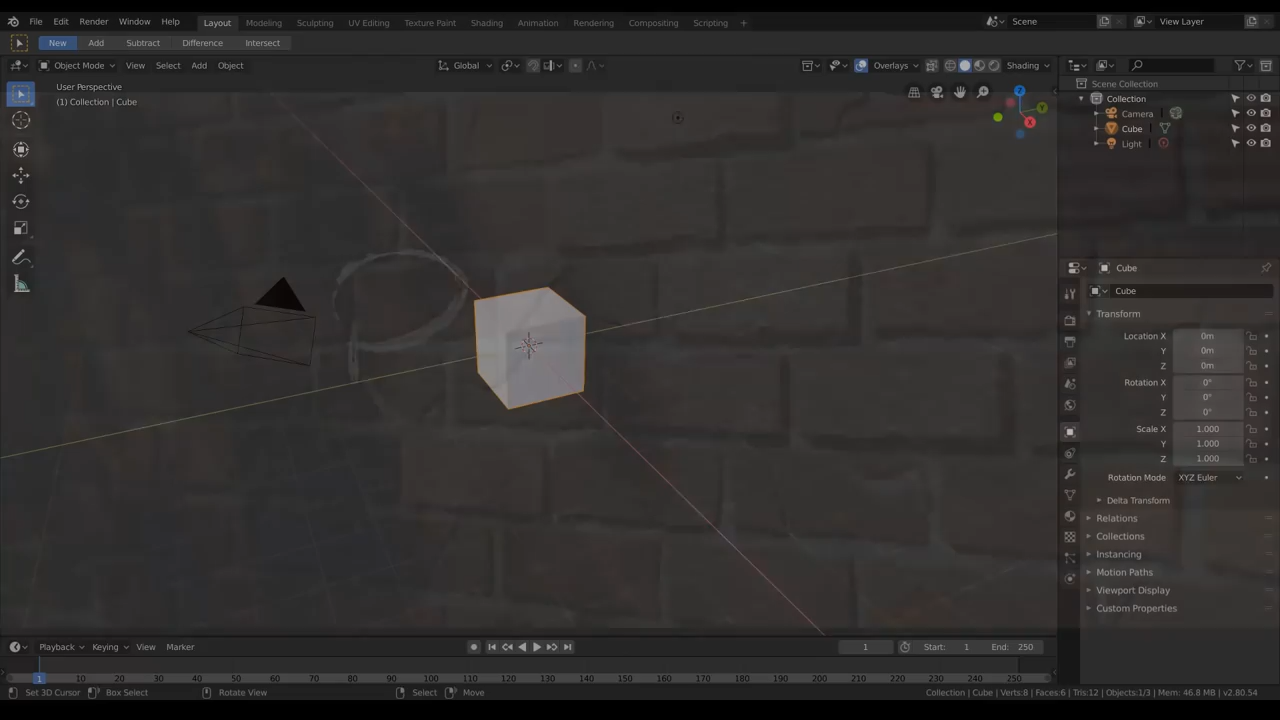 File Edit Render Window Help Layout Modeling Sculpting UV Editing Texture Paint Shading Animation Rendering Compositing Scripting + Scene View Layer
New Add Subtract Difference Intersect
Object Mode View Select Add Object Global Overlays Shading
User Perspective
(1) Collection | Cube
Z
Y
X
Scene Collection
Collection
Camera
Cube
Light
Cube
Cube
Transform
Location X 0m
Y 0m
Z 0m
Rotation X 0°
Y 0°
Z 0°
Scale X 1.000
Y 1.000
Z 1.000
Rotation Mode XYZ Euler
Delta Transform
Relations
Collections
Instancing
Motion Paths
Viewport Display
Custom Properties
Playback Keying View Marker 1 Start: 1 End: 250
1 10 20 30 40 50 60 70 80 90 100 110 120 130 140 150 160 170 180 190 200 210 220 230 240 250
Set 3D Cursor Box Select Rotate View Select Move Collection | Cube | Verts:8 | Faces:6 | Tris:12 | Objects:1/3 | Mem: 46.8 MB | v2.80.54